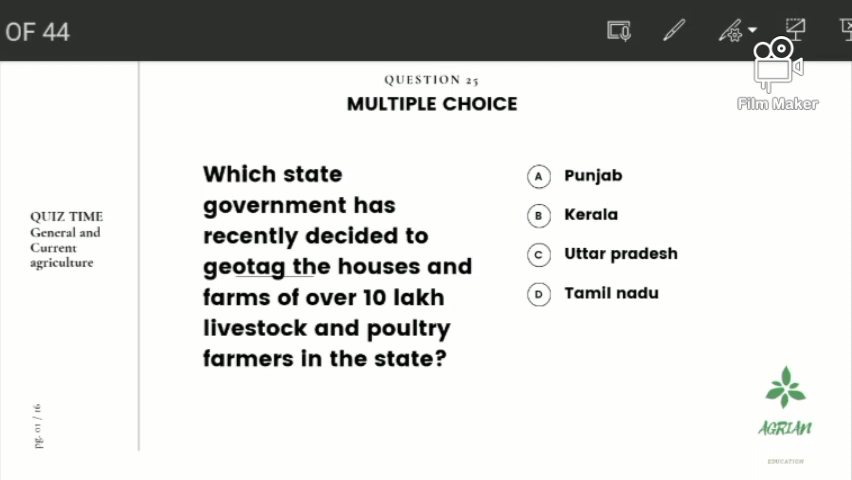 OF 44
Film Maker
QUESTION 25
MULTIPLE CHOICE
QUIZ TIME
General and
Current
agriculture
Which state
government has
recently decided to
geotag the houses and
farms of over 10 lakh
livestock and poultry
farmers in the state?
A Punjab
B Kerala
C Uttar pradesh
D Tamil nadu
pg. 01 / 16
AGRIAN
EDUCATION